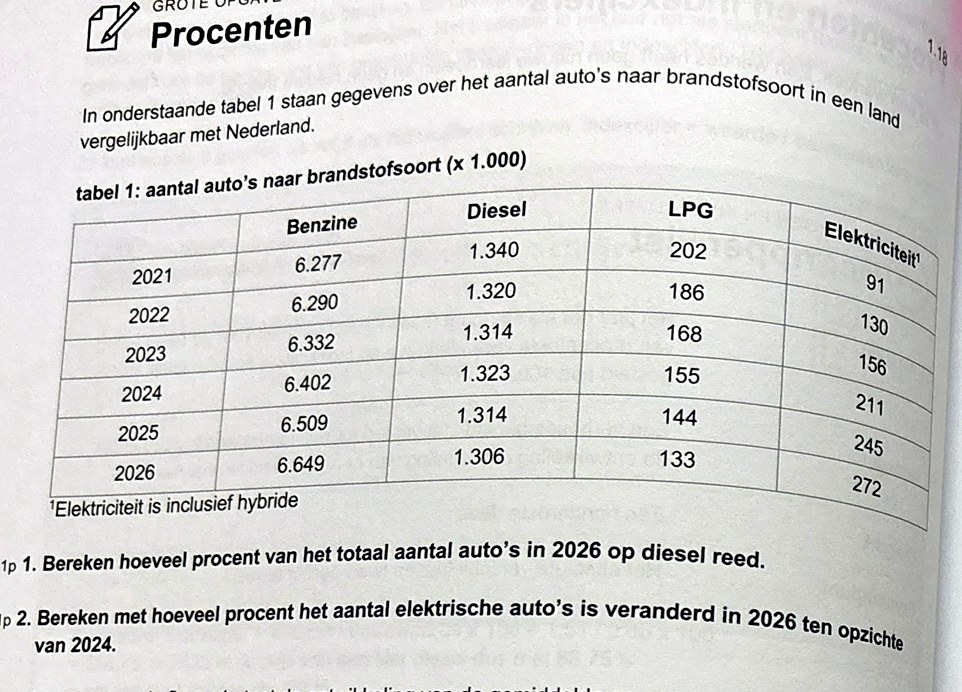 GROTE
Procenten
1.18
In onderstaande tabel 1 staan gegevens over het aantal auto's naar brandstofsoort in een land
vergelijkbaar met Nederland.
tabel 1: aantal auto's naar brandstofsoort (x 1.000)
Benzine Diesel LPG Elektriciteit¹
2021 6.277 1.340 202 91
2022 6.290 1.320 186 130
2023 6.332 1.314 168 156
2024 6.402 1.323 155 211
2025 6.509 1.314 144 245
2026 6.649 1.306 133 272
¹Elektriciteit is inclusief hybride
1p 1. Bereken hoeveel procent van het totaal aantal auto's in 2026 op diesel reed.
p 2. Bereken met hoeveel procent het aantal elektrische auto's is veranderd in 2026 ten opzichte
van 2024.